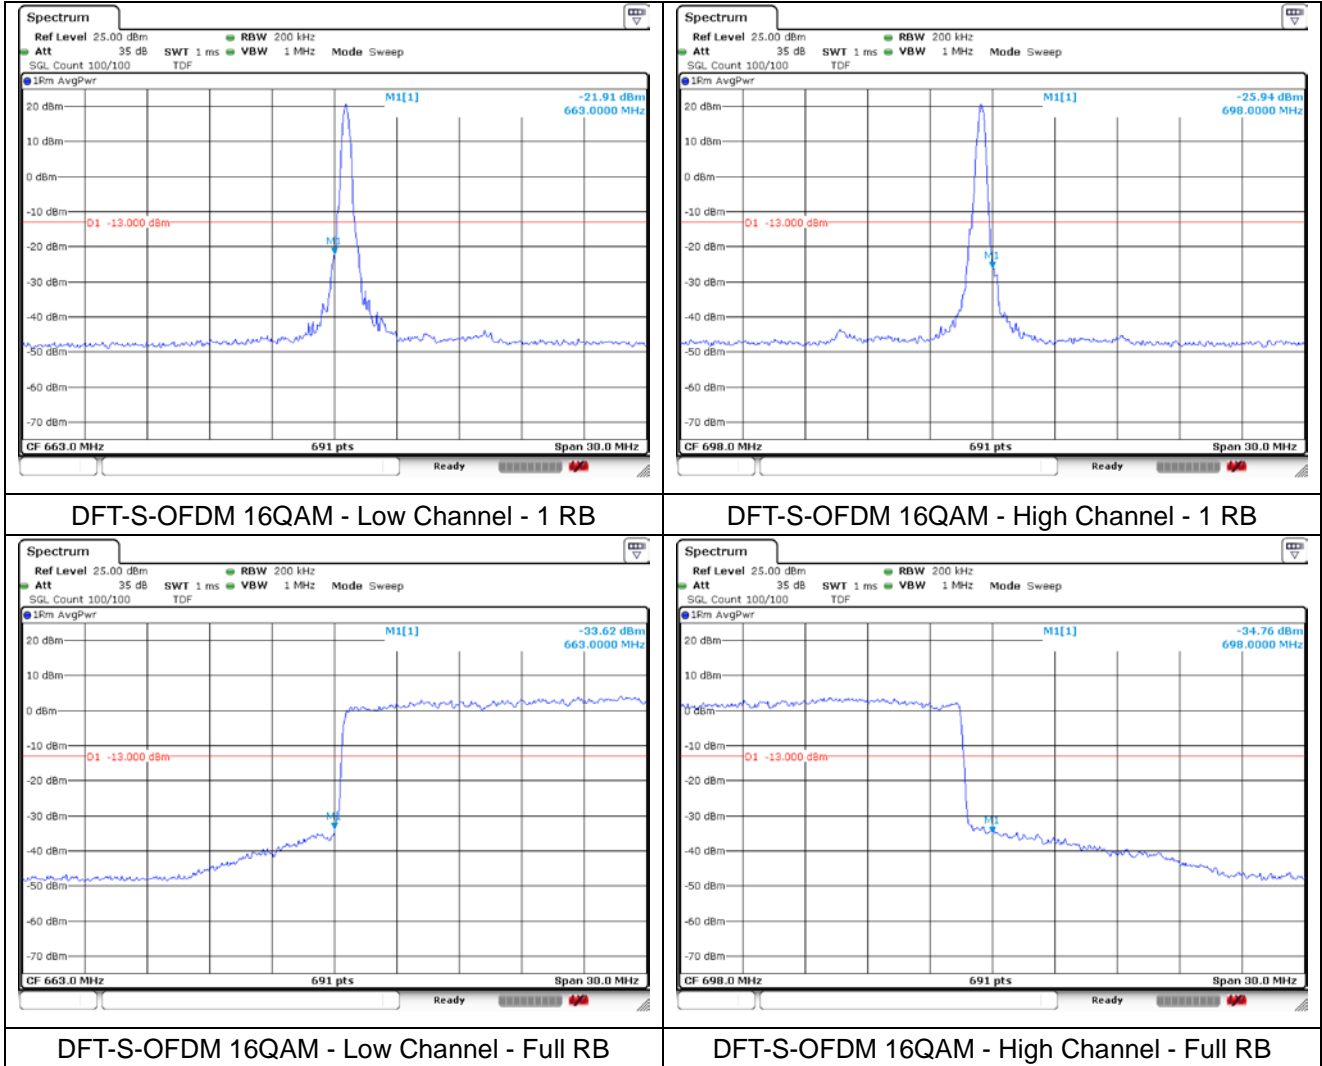 Spectrum
Ref Level 25.00 dBm RBW 200 kHz
Att 35 dB SWT 1 ms VBW 1 MHz Mode Sweep
SGL Count 100/100 TDF
1Rm AvgPwr
M1[1] -21.91 dBm
663.0000 MHz
20 dBm
10 dBm
0 dBm
-10 dBm
D1 -13.000 dBm
-20 dBm
M1
-30 dBm
-40 dBm
-50 dBm
-60 dBm
-70 dBm
CF 663.0 MHz 691 pts Span 30.0 MHz
Ready
DFT-S-OFDM 16QAM - Low Channel - 1 RB
Spectrum
Ref Level 25.00 dBm RBW 200 kHz
Att 35 dB SWT 1 ms VBW 1 MHz Mode Sweep
SGL Count 100/100 TDF
1Rm AvgPwr
M1[1] -25.94 dBm
698.0000 MHz
20 dBm
10 dBm
0 dBm
-10 dBm
D1 -13.000 dBm
-20 dBm
M1
-30 dBm
-40 dBm
-50 dBm
-60 dBm
-70 dBm
CF 698.0 MHz 691 pts Span 30.0 MHz
Ready
DFT-S-OFDM 16QAM - High Channel - 1 RB
Spectrum
Ref Level 25.00 dBm RBW 200 kHz
Att 35 dB SWT 1 ms VBW 1 MHz Mode Sweep
SGL Count 100/100 TDF
1Rm AvgPwr
M1[1] -33.62 dBm
663.0000 MHz
20 dBm
10 dBm
0 dBm
-10 dBm
D1 -13.000 dBm
-20 dBm
-30 dBm
M1
-40 dBm
-50 dBm
-60 dBm
-70 dBm
CF 663.0 MHz 691 pts Span 30.0 MHz
Ready
DFT-S-OFDM 16QAM - Low Channel - Full RB
Spectrum
Ref Level 25.00 dBm RBW 200 kHz
Att 35 dB SWT 1 ms VBW 1 MHz Mode Sweep
SGL Count 100/100 TDF
1Rm AvgPwr
M1[1] -34.76 dBm
698.0000 MHz
20 dBm
10 dBm
0 dBm
-10 dBm
D1 -13.000 dBm
-20 dBm
-30 dBm
M1
-40 dBm
-50 dBm
-60 dBm
-70 dBm
CF 698.0 MHz 691 pts Span 30.0 MHz
Ready
DFT-S-OFDM 16QAM - High Channel - Full RB